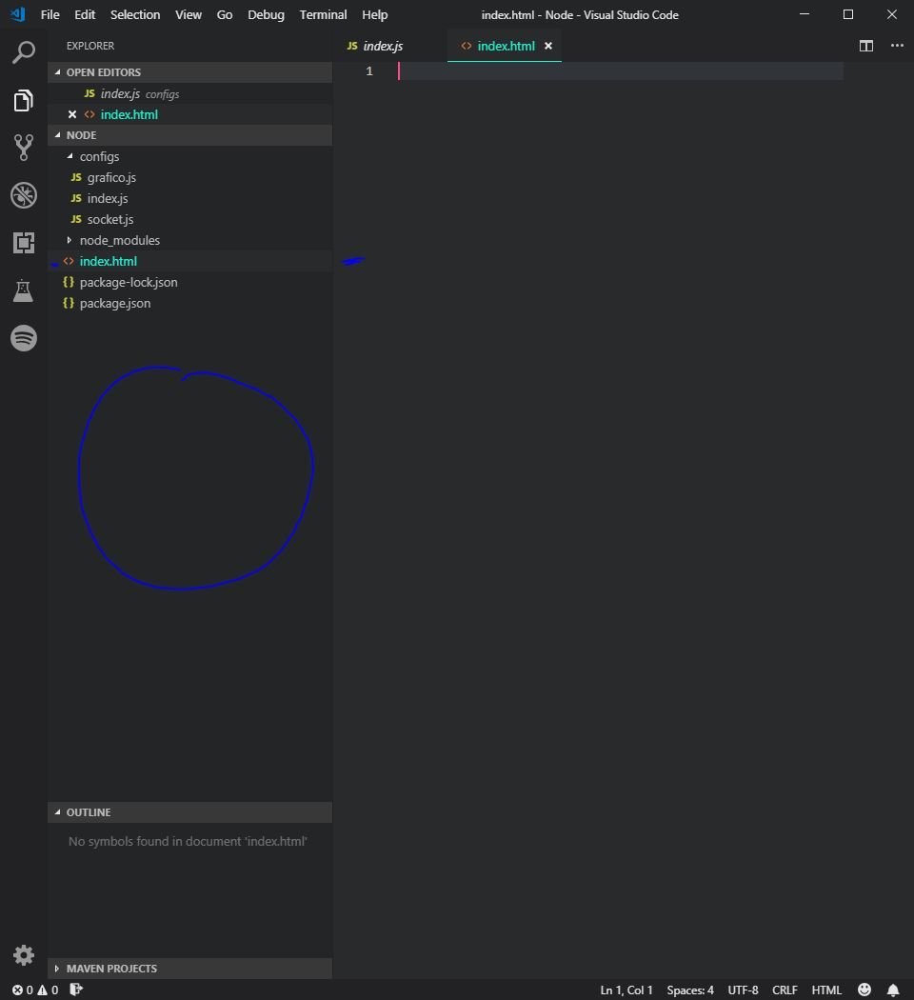 File Edit Selection View Go Debug Terminal Help index.html - Node - Visual Studio Code
EXPLORER
OPEN EDITORS
JS index.js configs
<> index.html
NODE
configs
JS grafico.js
JS index.js
JS socket.js
node_modules
<> index.html
{} package-lock.json
{} package.json
OUTLINE
No symbols found in document 'index.html'
MAVEN PROJECTS
JS index.js <> index.html
1
0 0 Ln 1, Col 1 Spaces: 4 UTF-8 CRLF HTML